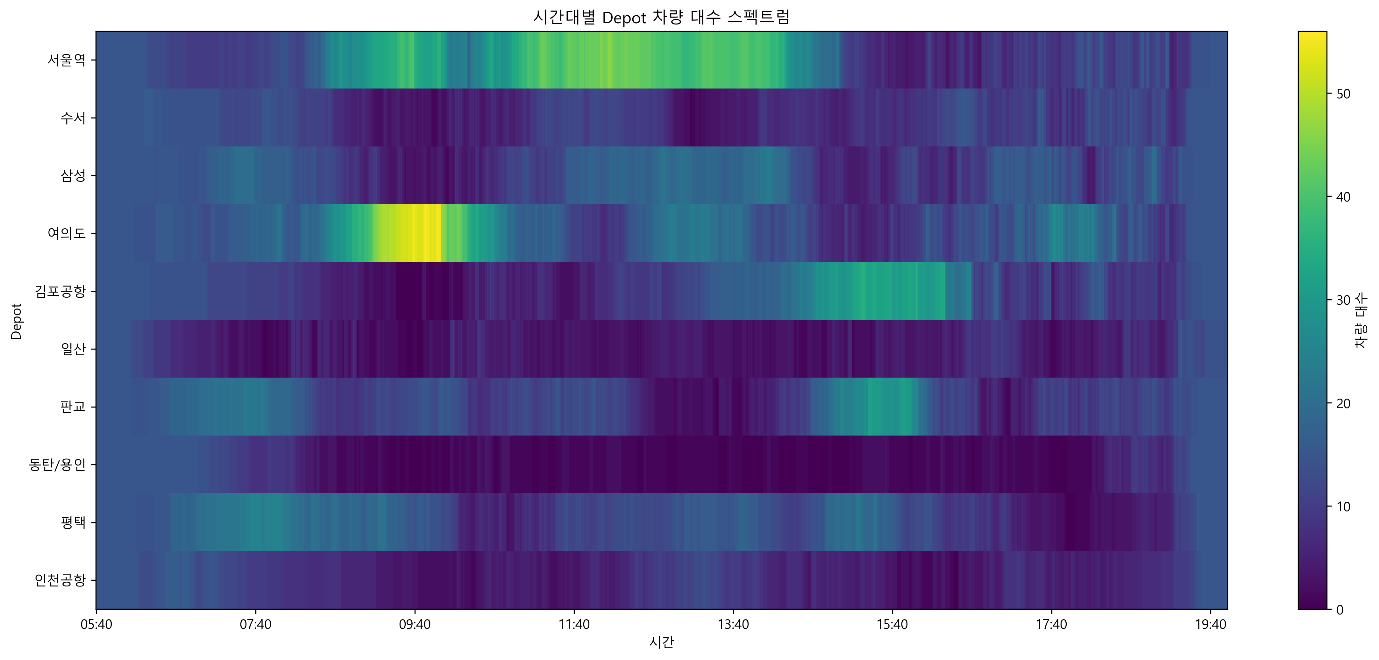 시간대별 Depot 차량 대수 스펙트럼
Depot
서울역
수서
삼성
여의도
김포공항
일산
판교
동탄/용인
평택
인천공항
05:40 07:40 09:40 11:40 13:40 15:40 17:40 19:40
시간
50
40
30
20
10
0
차량 대수